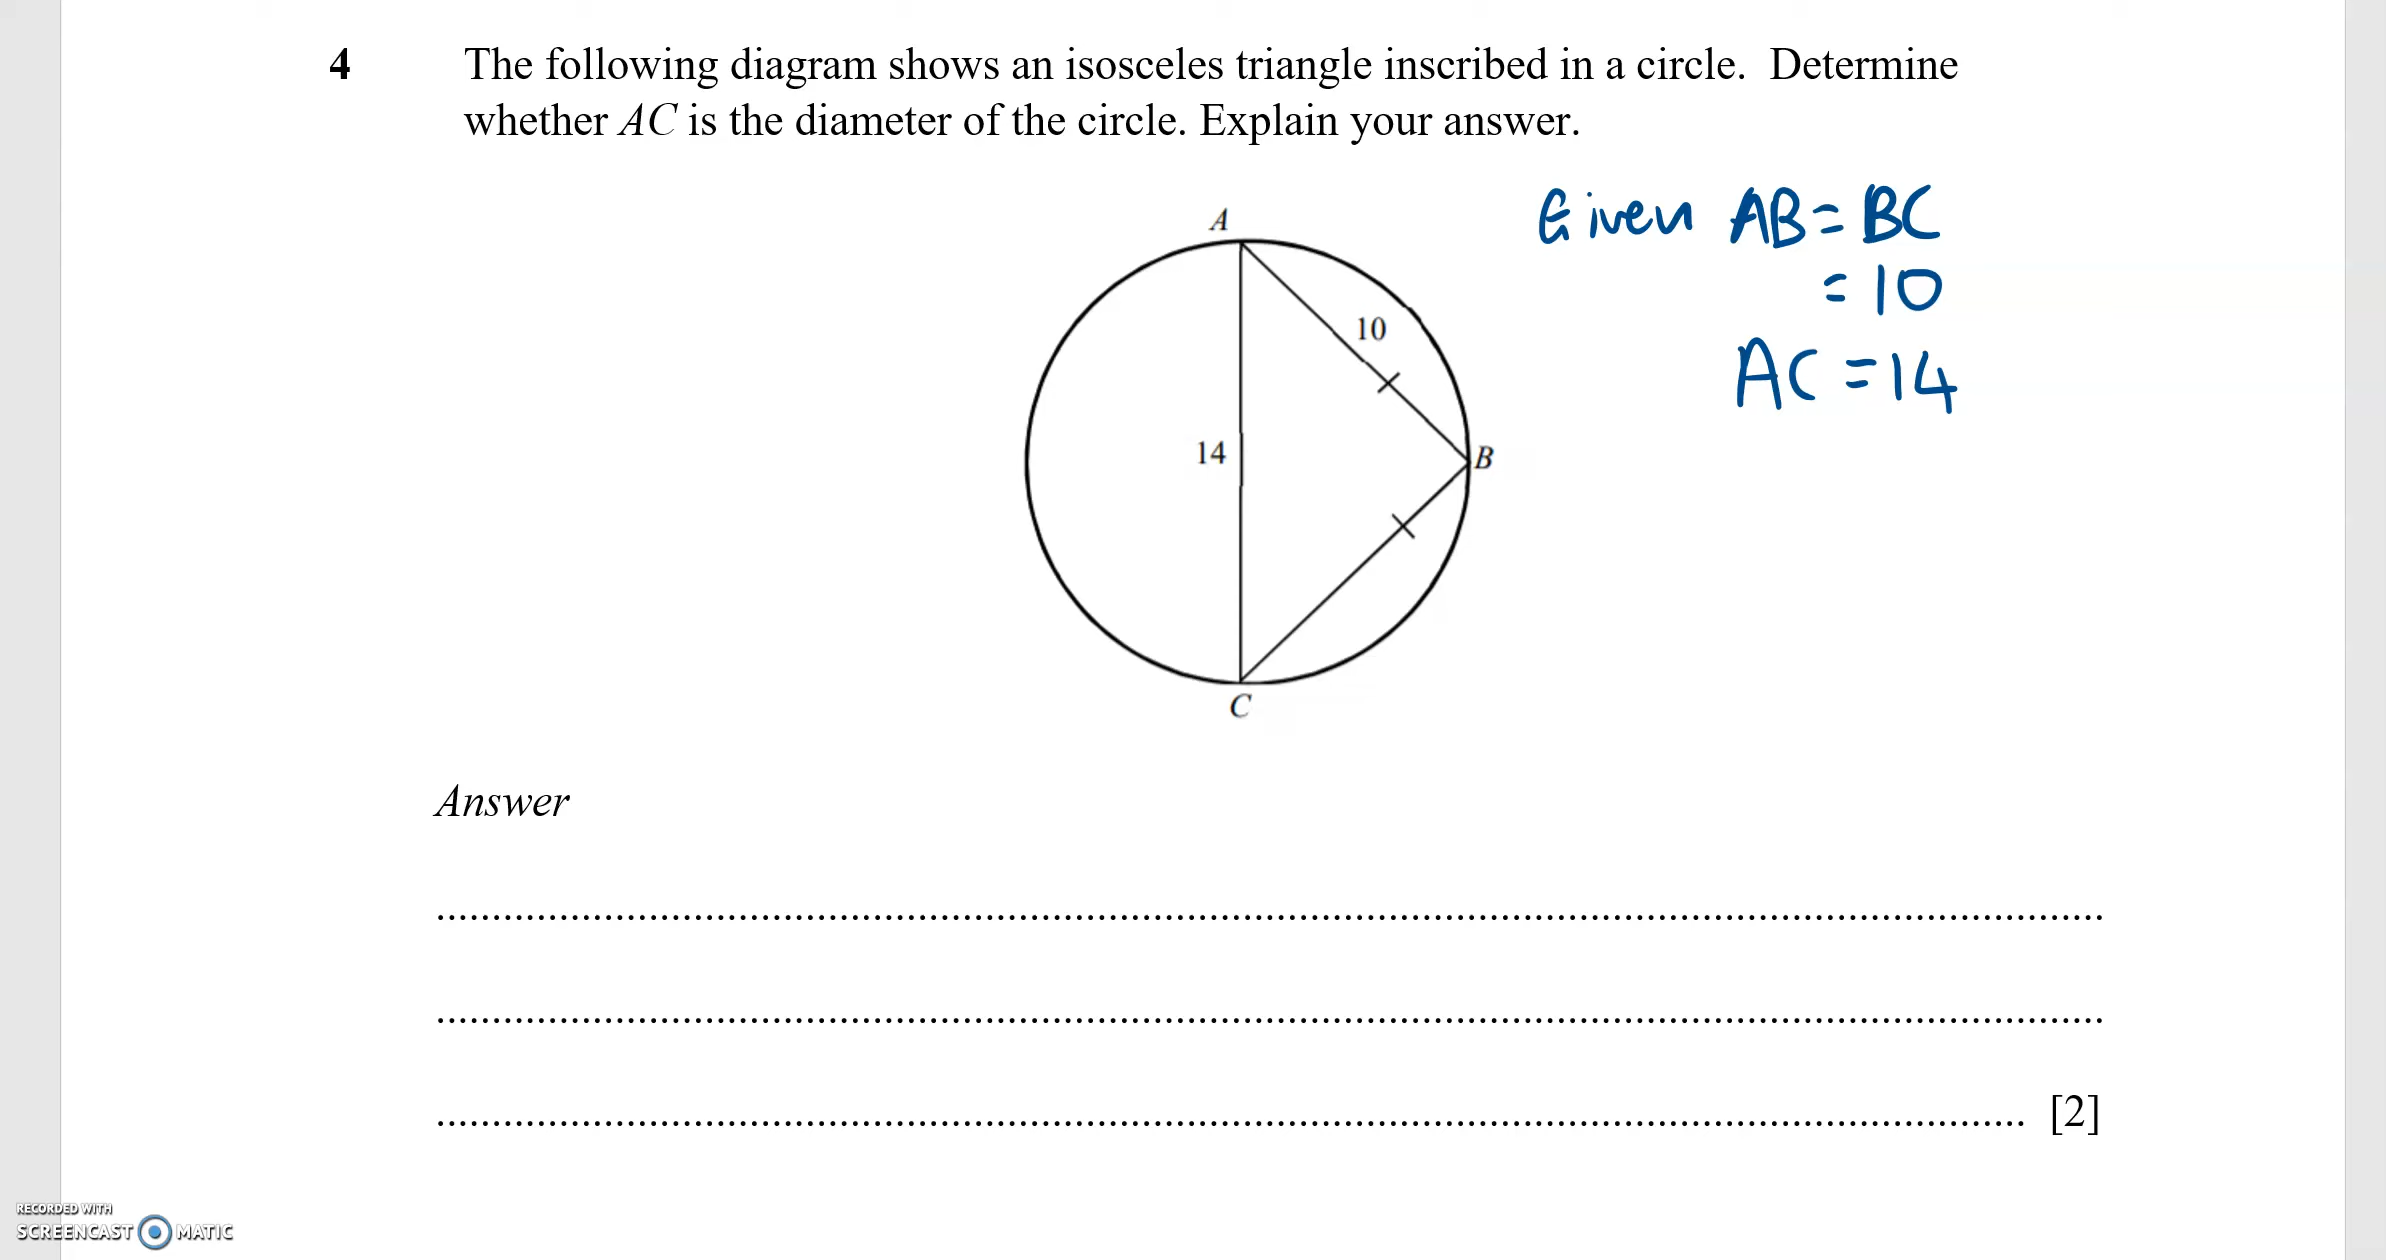 4 The following diagram shows an isosceles triangle inscribed in a circle. Determine
whether AC is the diameter of the circle. Explain your answer.
Given AB = BC
= 10
AC = 14
A
10
14
B
C
Answer
[2]
RECORDED WITH
SCREENCAST MATIC